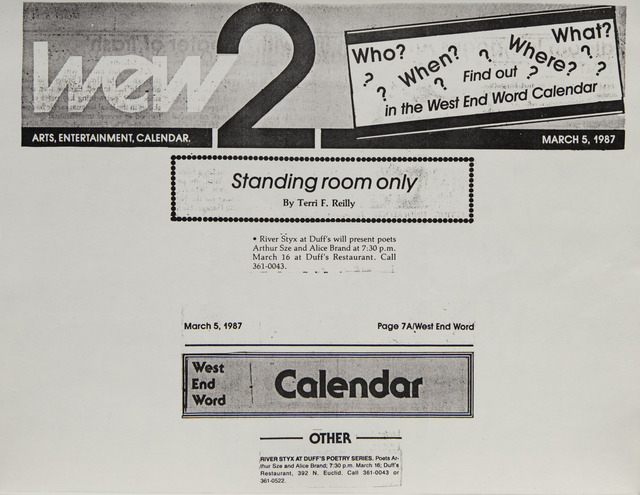 wew 2
Who? When? ? Where? What?
? ? Find out ? ?
in the West End Word Calendar
ARTS, ENTERTAINMENT, CALENDAR.
MARCH 5, 1987
Standing room only
By Terri F. Reilly
• River Styx at Duff's will present poets
Arthur Sze and Alice Brand at 7:30 p.m.
March 16 at Duff's Restaurant. Call
361-0043.
March 5, 1987
Page 7A/West End Word
West
End
Word
Calendar
OTHER
RIVER STYX AT DUFF'S POETRY SERIES. Poets Ar-
thur Sze and Alice Brand; 7:30 p.m. March 16; Duff's
Restaurant, 392 N. Euclid. Call 361-0043 or
361-0522.